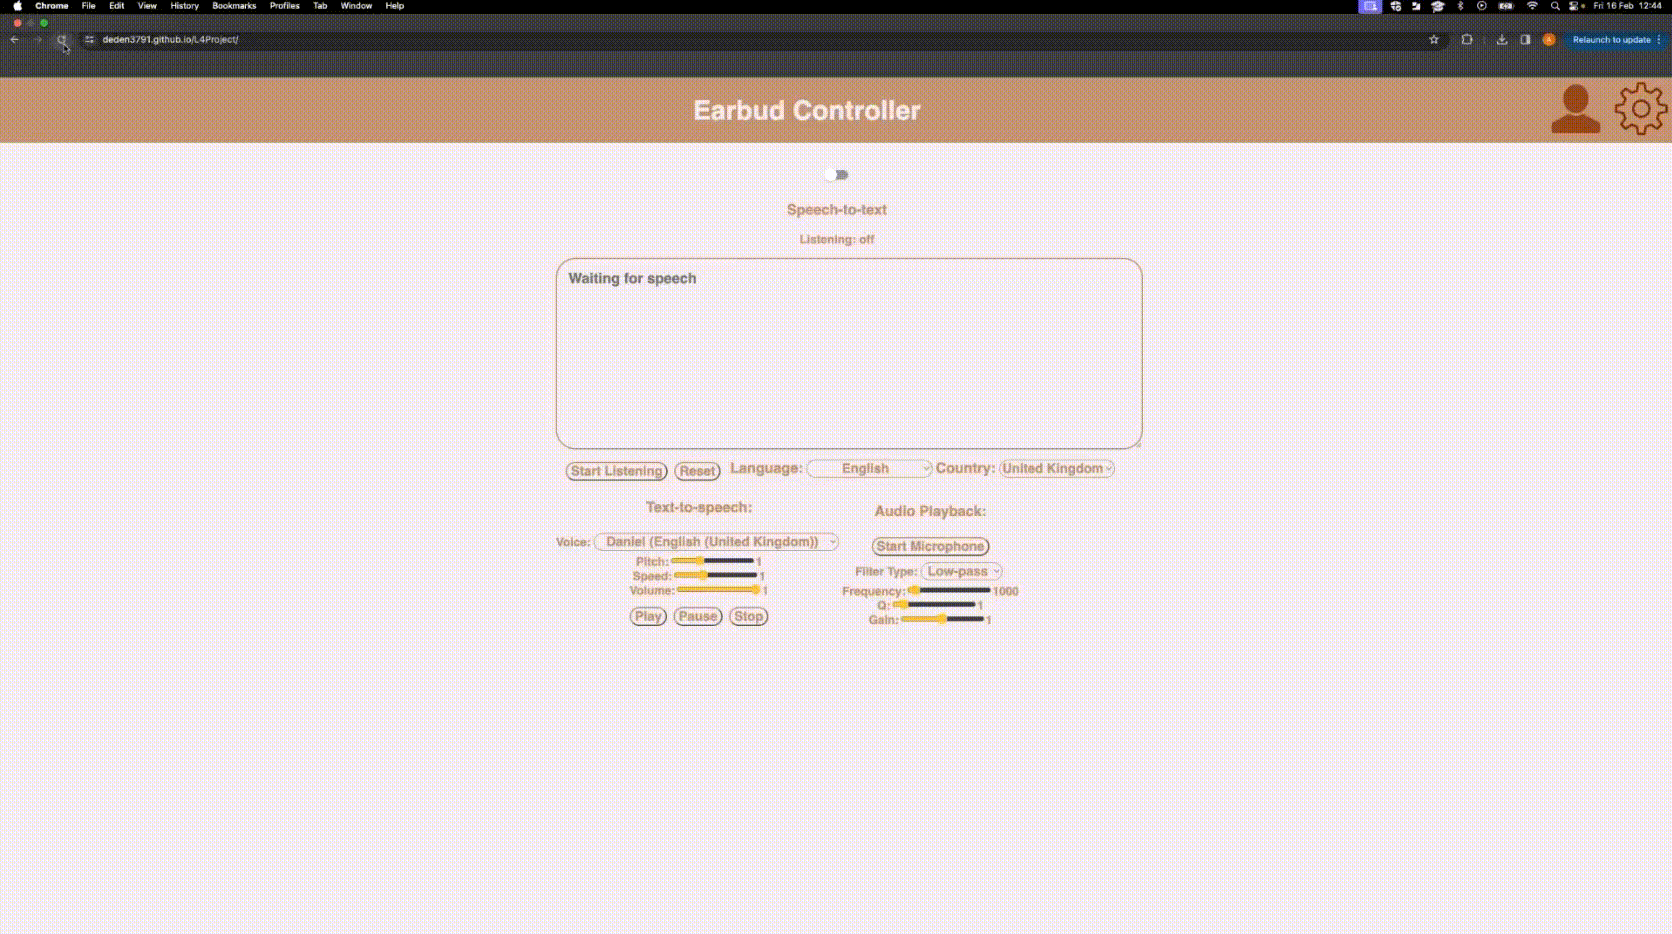 Chrome File Edit View History Bookmarks Profiles Tab Window Help Fri 16 Feb 12:44
deden3791.github.io/L4Project/ Relaunch to update
Earbud Controller
Speech-to-text
Listening: off
Waiting for speech
Start Listening Reset Language: English Country: United Kingdom
Text-to-speech: Audio Playback:
Voice: Daniel (English (United Kingdom)) Start Microphone
Pitch: 1 Filter Type: Low-pass
Speed: 1 Frequency: 1000
Volume: 1 Q: 1
Play Pause Stop Gain: 1